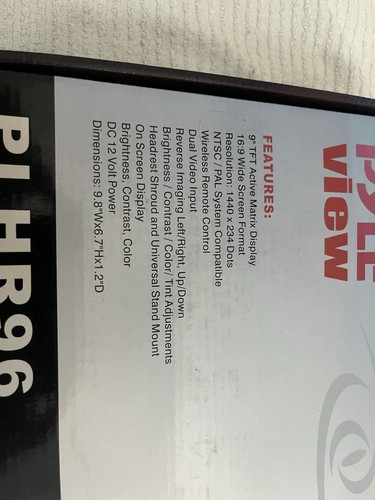 PYLE
view
FEATURES:
9" TFT Active Matrix Display
16:9 Wide Screen Format
Resolution: 1440 x 234 Dots
NTSC / PAL System Compatible
Wireless Remote Control
Dual Video Input
Reverse Imaging Left/Right, Up/Down
Brightness / Contrast / Color/ Tint Adjustments
Headrest Shroud and Universal Stand Mount
On Screen Display
Brightness, Contrast, Color
DC 12 Volt Power
Dimensions: 9.8"Wx6.7"Hx1.2"D
PLHR96